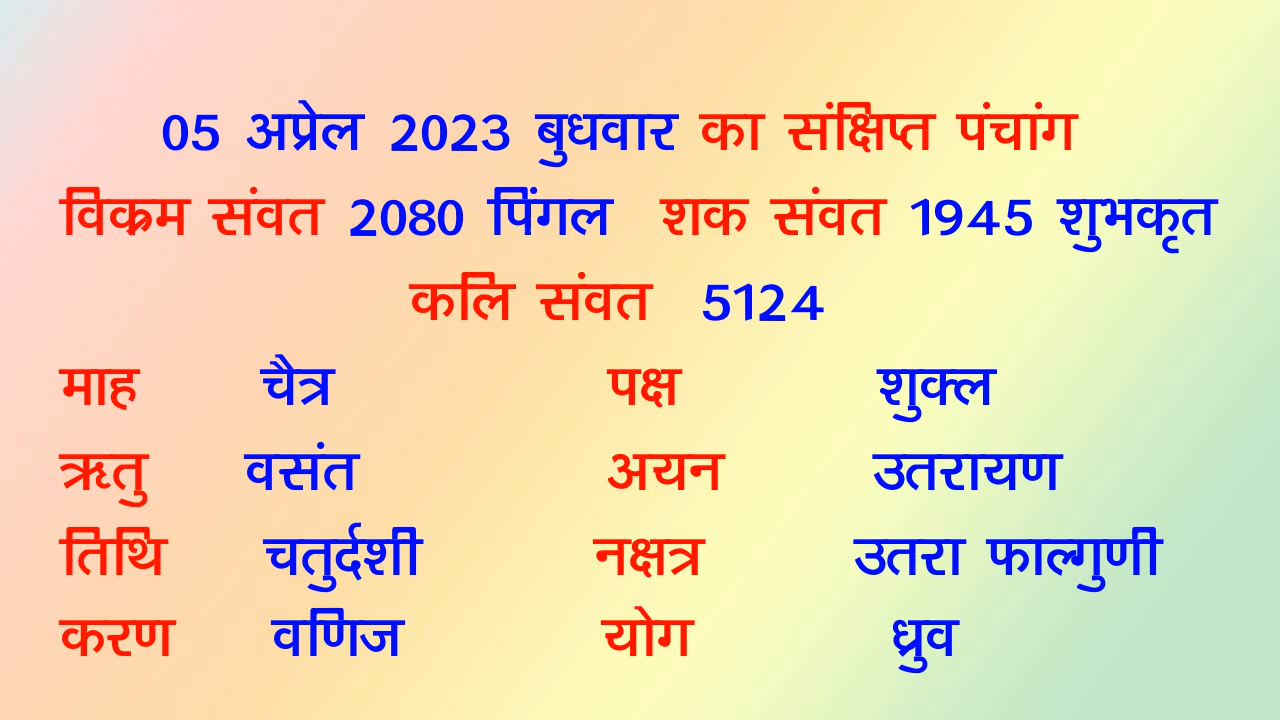 05 अप्रेल 2023 बुधवार का संक्षिप्त पंचांग
विक्रम संवत 2080 पिंगल शक संवत 1945 शुभकृत
कलि संवत 5124
माह चैत्र पक्ष शुक्ल
ऋतु वसंत अयन उतरायण
तिथि चतुर्दशी नक्षत्र उतरा फाल्गुणी
करण वणिज योग ध्रुव